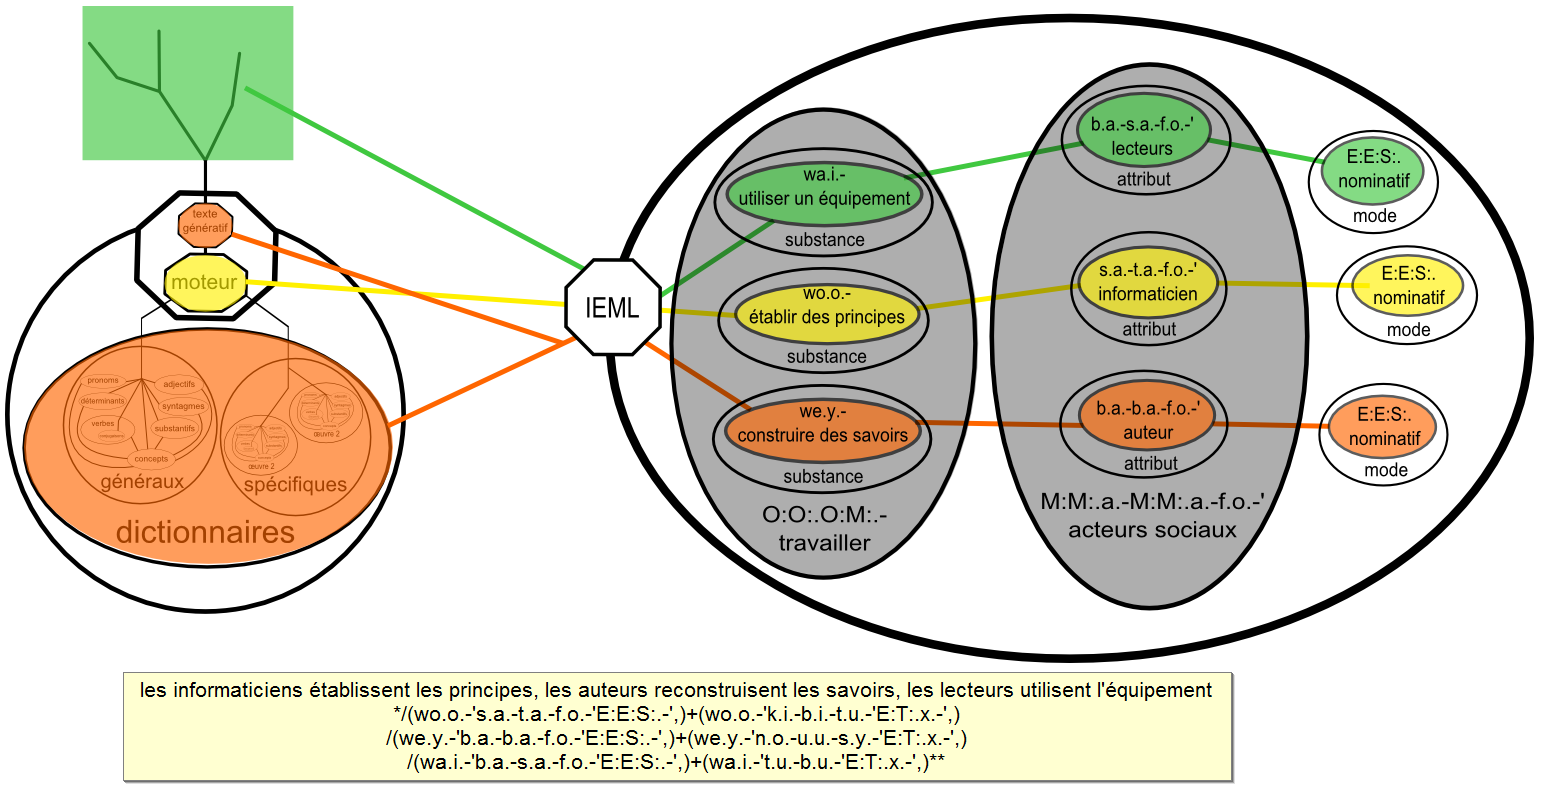 texte
génératif
moteur
pronoms
adjectifs
déterminants
syntagmes
verbes
substantifs
concepts
généraux
œuvre 2
œuvre 2
spécifiques
dictionnaires
IEML
wa.i.-
utiliser un équipement
substance
wo.o.-
établir des principes
substance
we.y.-
construire des savoirs
substance
O:O:.O:M:.-
travailler
b.a.-s.a.-f.o.-'
lecteurs
attribut
s.a.-t.a.-f.o.-'
informaticien
attribut
b.a.-b.a.-f.o.-'
auteur
attribut
M:M:.a.-M:M:.a.-f.o.-'
acteurs sociaux
E:E:S:.
nominatif
mode
E:E:S:.
nominatif
mode
E:E:S:.
nominatif
mode
les informaticiens établissent les principes, les auteurs reconstruisent les savoirs, les lecteurs utilisent l'équipement
*/(wo.o.-'s.a.-t.a.-f.o.-'E:E:S:.-',)+(wo.o.-'k.i.-b.i.-t.u.-'E:T:.x.-',)
/(we.y.-'b.a.-b.a.-f.o.-'E:E:S:.-',)+(we.y.-'n.o.-u.u.-s.y.-'E:T:.x.-',)
/(wa.i.-'b.a.-s.a.-f.o.-'E:E:S:.-',)+(wa.i.-'t.u.-b.u.-'E:T:.x.-',)**